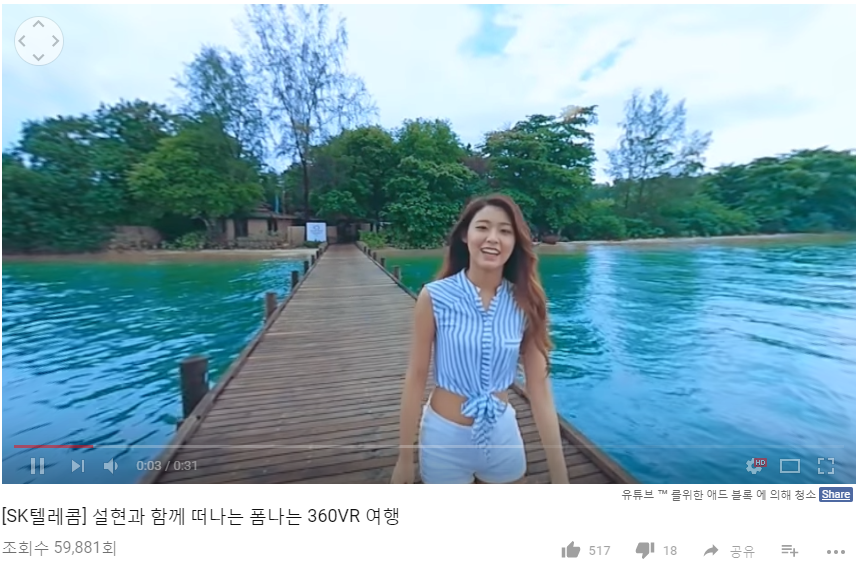 0:03 / 0:31
HD
유튜브 ™ 를위한 애드 블록 에 의해 청소 Share
[SK텔레콤] 설현과 함께 떠나는 폼나는 360VR 여행
조회수 59,881회
517 18 공유